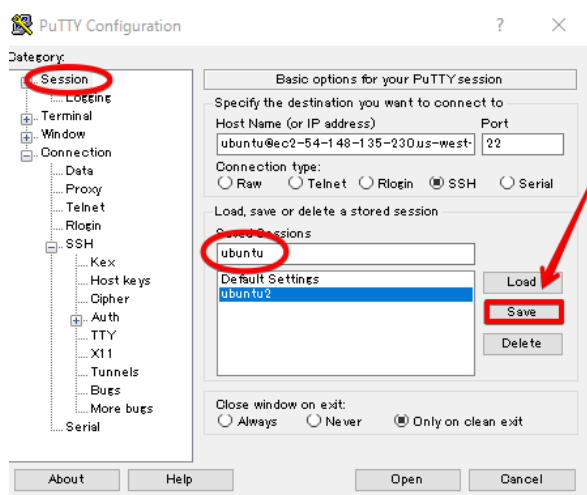 PuTTY Configuration
Category:
Session
Logging
Terminal
Window
Connection
Data
Proxy
Telnet
Rlogin
SSH
Kex
Host keys
Cipher
Auth
TTY
X11
Tunnels
Bugs
More bugs
Serial
Basic options for your PuTTY session
Specify the destination you want to connect to
Host Name (or IP address) Port
ubuntu@ec2-54-148-135-230.us-west- 22
Connection type:
Raw Telnet Rlogin SSH Serial
Load, save or delete a stored session
Saved Sessions
ubuntu
Default Settings
ubuntu2
Load
Save
Delete
Close window on exit:
Always Never Only on clean exit
About Help Open Cancel